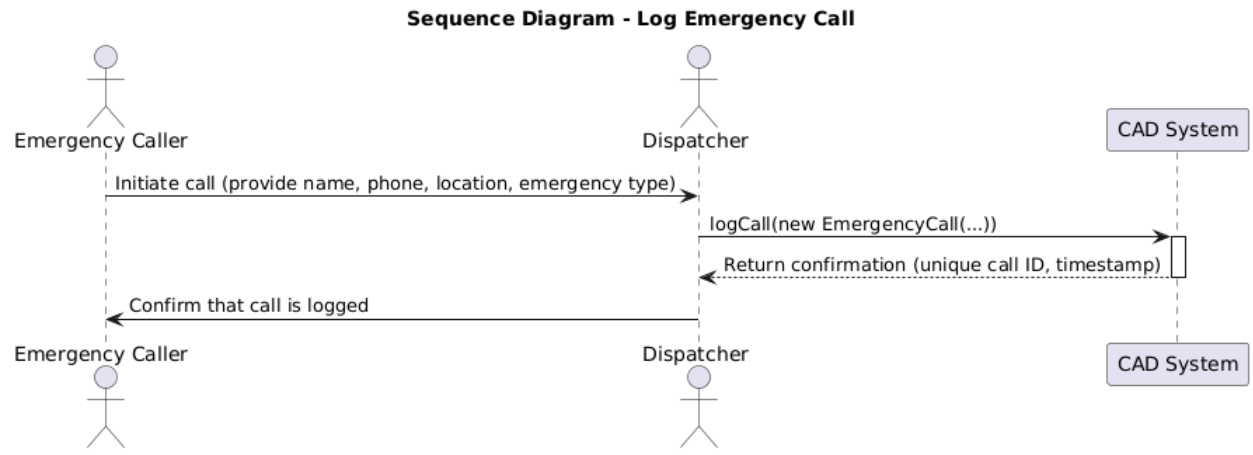 Sequence Diagram - Log Emergency Call
Emergency Caller
Dispatcher
CAD System
Initiate call (provide name, phone, location, emergency type)
logCall(new EmergencyCall(...))
Return confirmation (unique call ID, timestamp)
Confirm that call is logged
Emergency Caller
Dispatcher
CAD System